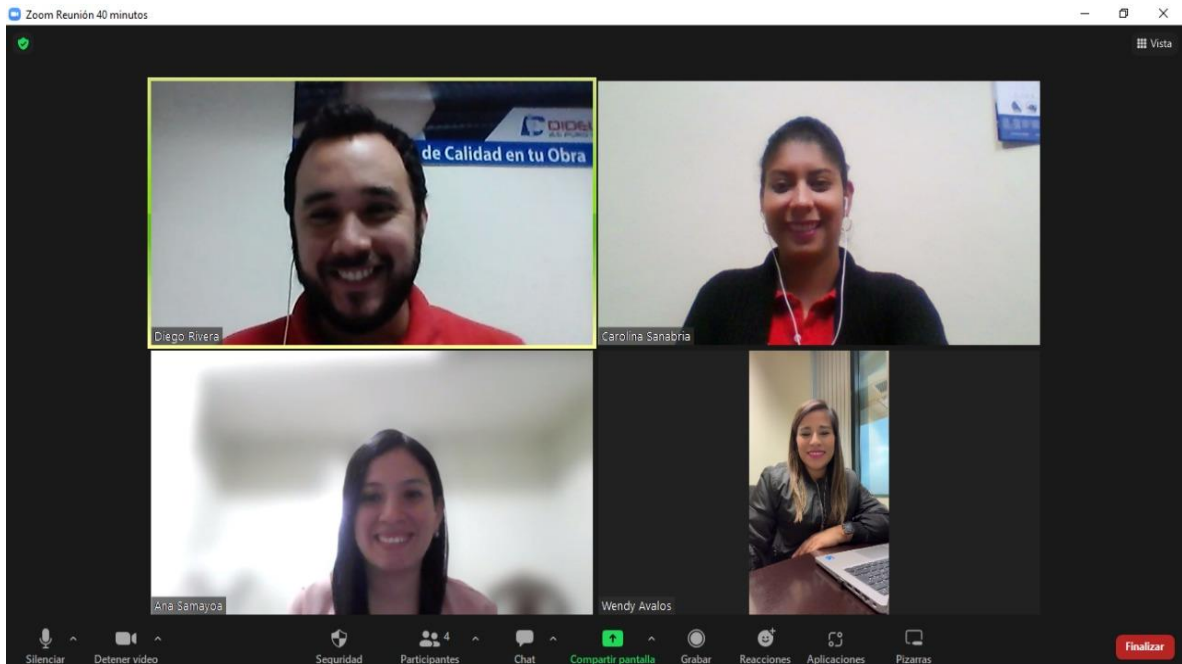 Zoom Reunión 40 minutos
Vista
de Calidad en tu Obra
Diego Rivera
Carolina Sanabria
Ana Samayoa
Wendy Avalos
Silenciar
Detener video
Seguridad
4
Participantes
Chat
Compartir pantalla
Grabar
Reacciones
Aplicaciones
Pizarras
Finalizar